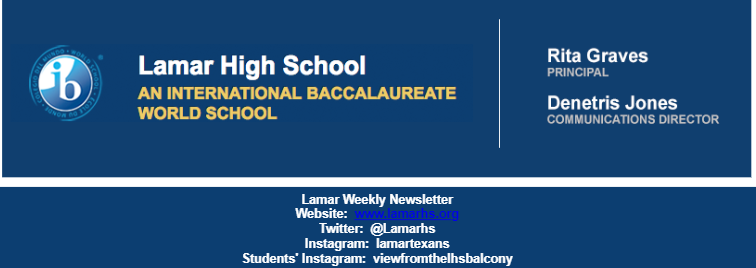 Lamar High School
AN INTERNATIONAL BACCALAUREATE
WORLD SCHOOL
Rita Graves
PRINCIPAL
Denetris Jones
COMMUNICATIONS DIRECTOR
Lamar Weekly Newsletter
Website: www.lamarhs.org
Twitter: @Lamarhs
Instagram: lamartexans
Students' Instagram: viewfromthelhsbalcony